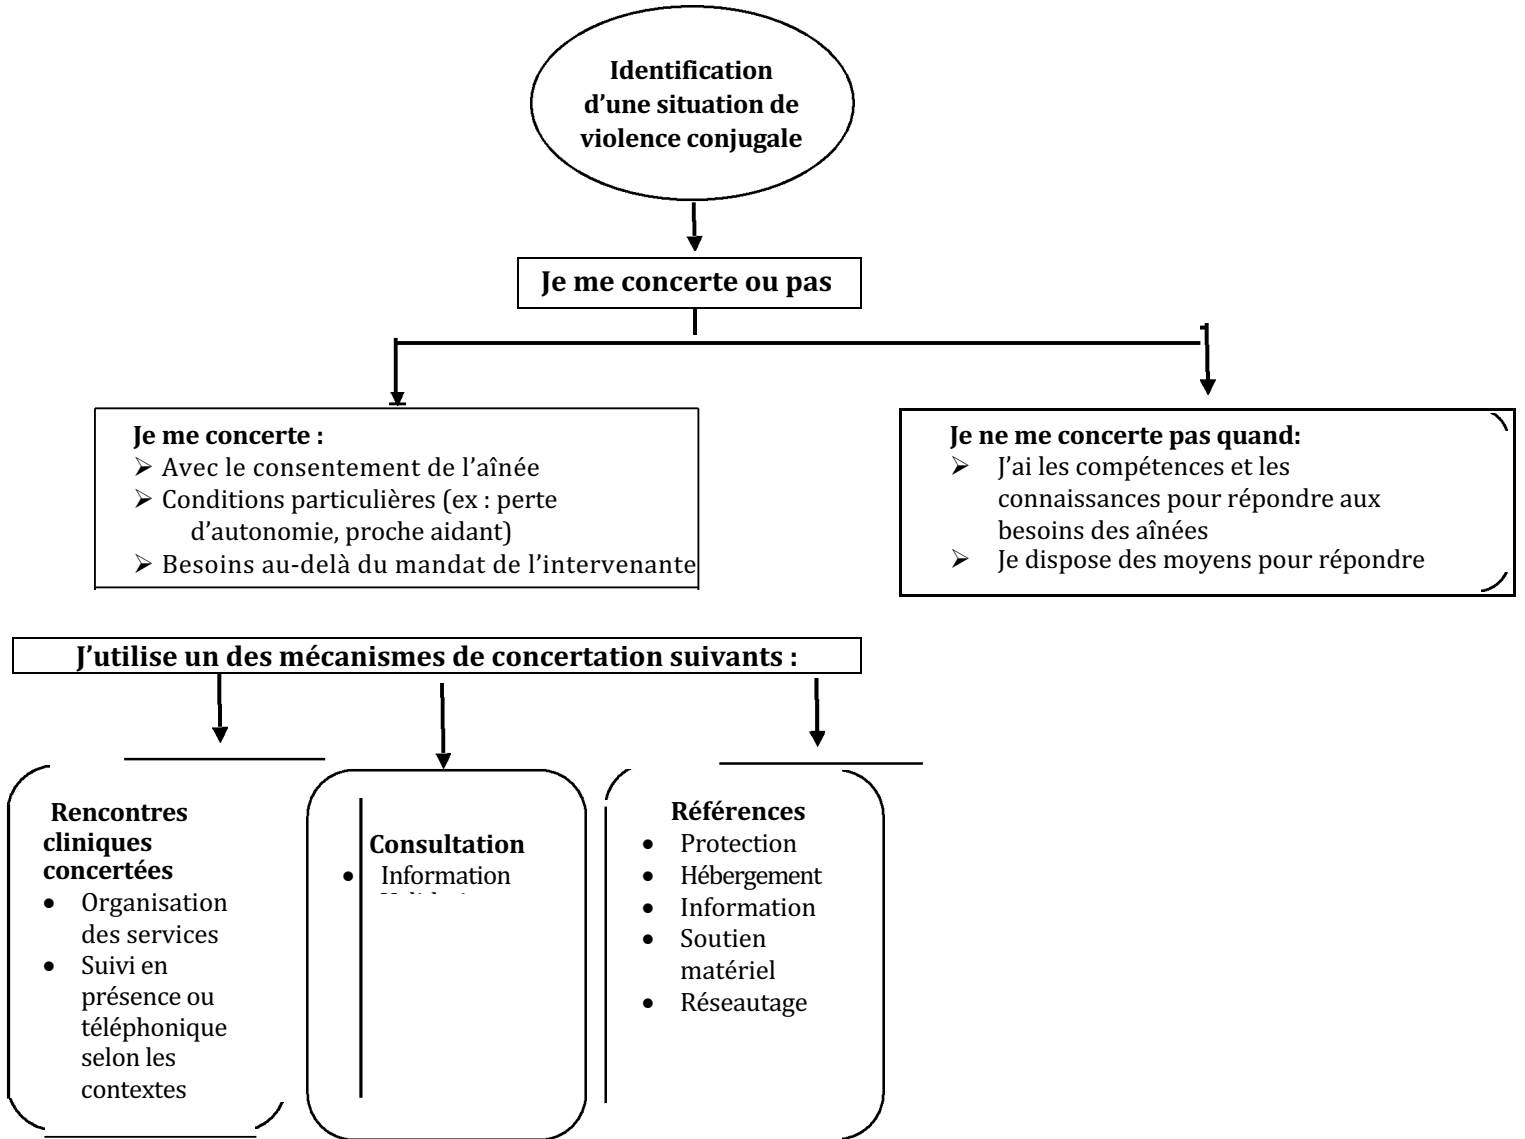 Identification
d’une situation de
violence conjugale
Je me concerte ou pas
Je me concerte :
➢ Avec le consentement de l’aînée
➢ Conditions particulières (ex : perte
d’autonomie, proche aidant)
➢ Besoins au-delà du mandat de l’intervenante
Je ne me concerte pas quand:
➢ J’ai les compétences et les
connaissances pour répondre aux
besoins des aînées
➢ Je dispose des moyens pour répondre
J’utilise un des mécanismes de concertation suivants :
Rencontres
cliniques
concertées
• Organisation
des services
• Suivi en
présence ou
téléphonique
selon les
contextes
Consultation
• Information
Références
• Protection
• Hébergement
• Information
• Soutien
matériel
• Réseautage